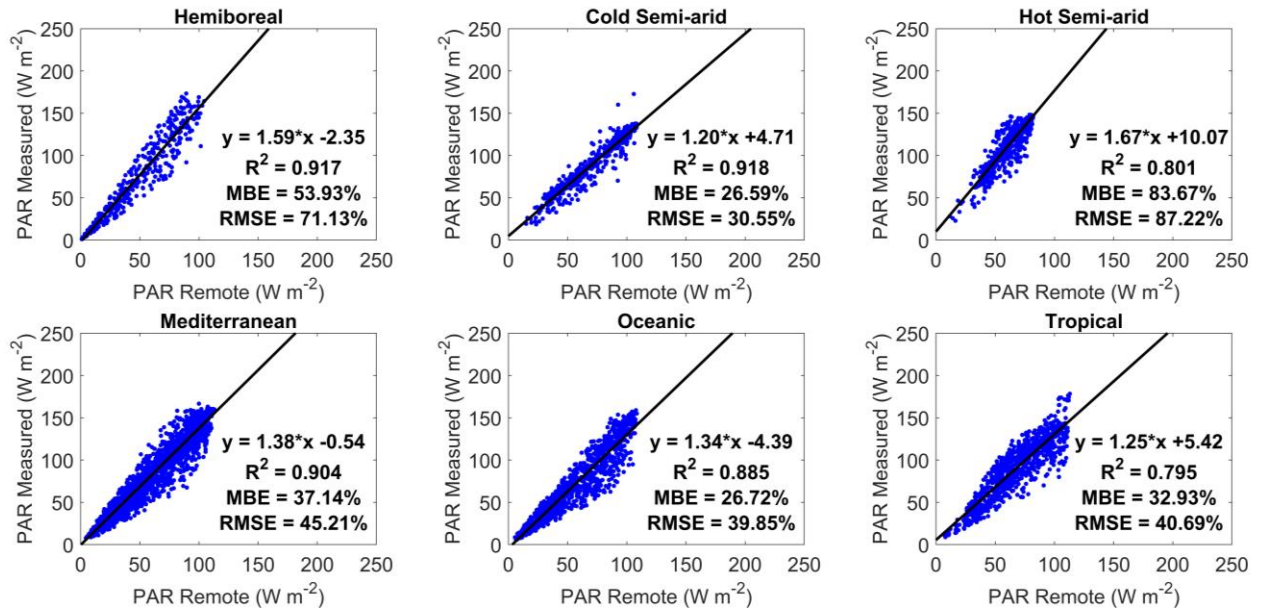 Hemiboreal
250
200
150
100
50
0
PAR Measured (W m⁻²)
y = 1.59*x -2.35
R² = 0.917
MBE = 53.93%
RMSE = 71.13%
0 50 100 150 200 250
PAR Remote (W m⁻²)
Cold Semi-arid
250
200
150
100
50
0
PAR Measured (W m⁻²)
y = 1.20*x +4.71
R² = 0.918
MBE = 26.59%
RMSE = 30.55%
0 50 100 150 200 250
PAR Remote (W m⁻²)
Hot Semi-arid
250
200
150
100
50
0
PAR Measured (W m⁻²)
y = 1.67*x +10.07
R² = 0.801
MBE = 83.67%
RMSE = 87.22%
0 50 100 150 200 250
PAR Remote (W m⁻²)
Mediterranean
250
200
150
100
50
0
PAR Measured (W m⁻²)
y = 1.38*x -0.54
R² = 0.904
MBE = 37.14%
RMSE = 45.21%
0 50 100 150 200 250
PAR Remote (W m⁻²)
Oceanic
250
200
150
100
50
0
PAR Measured (W m⁻²)
y = 1.34*x -4.39
R² = 0.885
MBE = 26.72%
RMSE = 39.85%
0 50 100 150 200 250
PAR Remote (W m⁻²)
Tropical
250
200
150
100
50
0
PAR Measured (W m⁻²)
y = 1.25*x +5.42
R² = 0.795
MBE = 32.93%
RMSE = 40.69%
0 50 100 150 200 250
PAR Remote (W m⁻²)